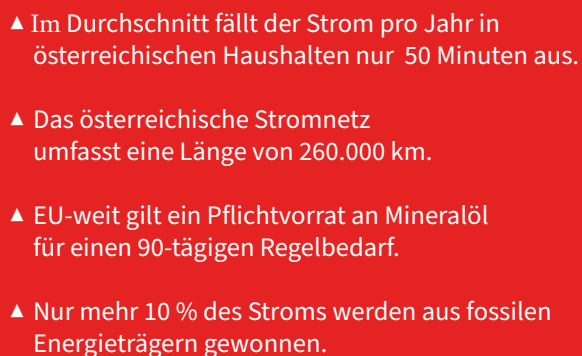 ▲ Im Durchschnitt fällt der Strom pro Jahr in
österreichischen Haushalten nur 50 Minuten aus.
▲ Das österreichische Stromnetz
umfasst eine Länge von 260.000 km.
▲ EU-weit gilt ein Pflichtvorrat an Mineralöl
für einen 90-tägigen Regelbedarf.
▲ Nur mehr 10 % des Stroms werden aus fossilen
Energieträgern gewonnen.